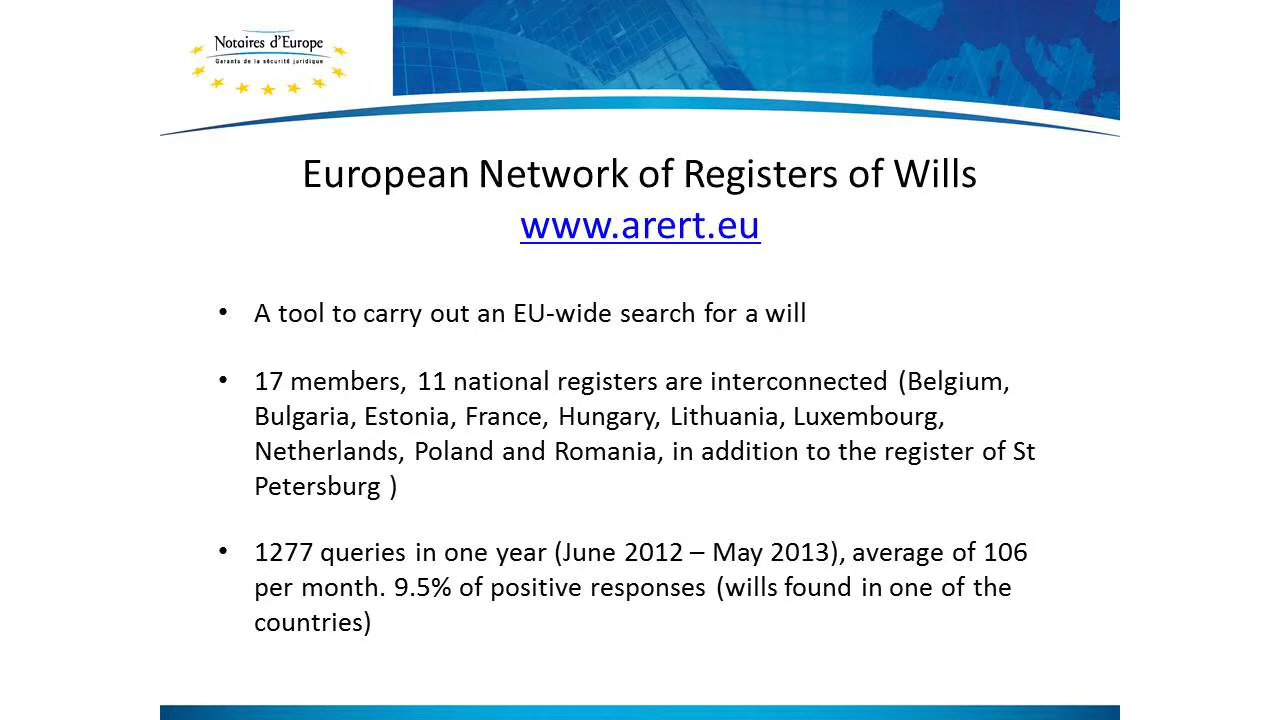 Notaires d'Europe
Garants de la sécurité juridique
European Network of Registers of Wills
www.arert.eu
• A tool to carry out an EU-wide search for a will
• 17 members, 11 national registers are interconnected (Belgium,
Bulgaria, Estonia, France, Hungary, Lithuania, Luxembourg,
Netherlands, Poland and Romania, in addition to the register of St
Petersburg )
• 1277 queries in one year (June 2012 – May 2013), average of 106
per month. 9.5% of positive responses (wills found in one of the
countries)